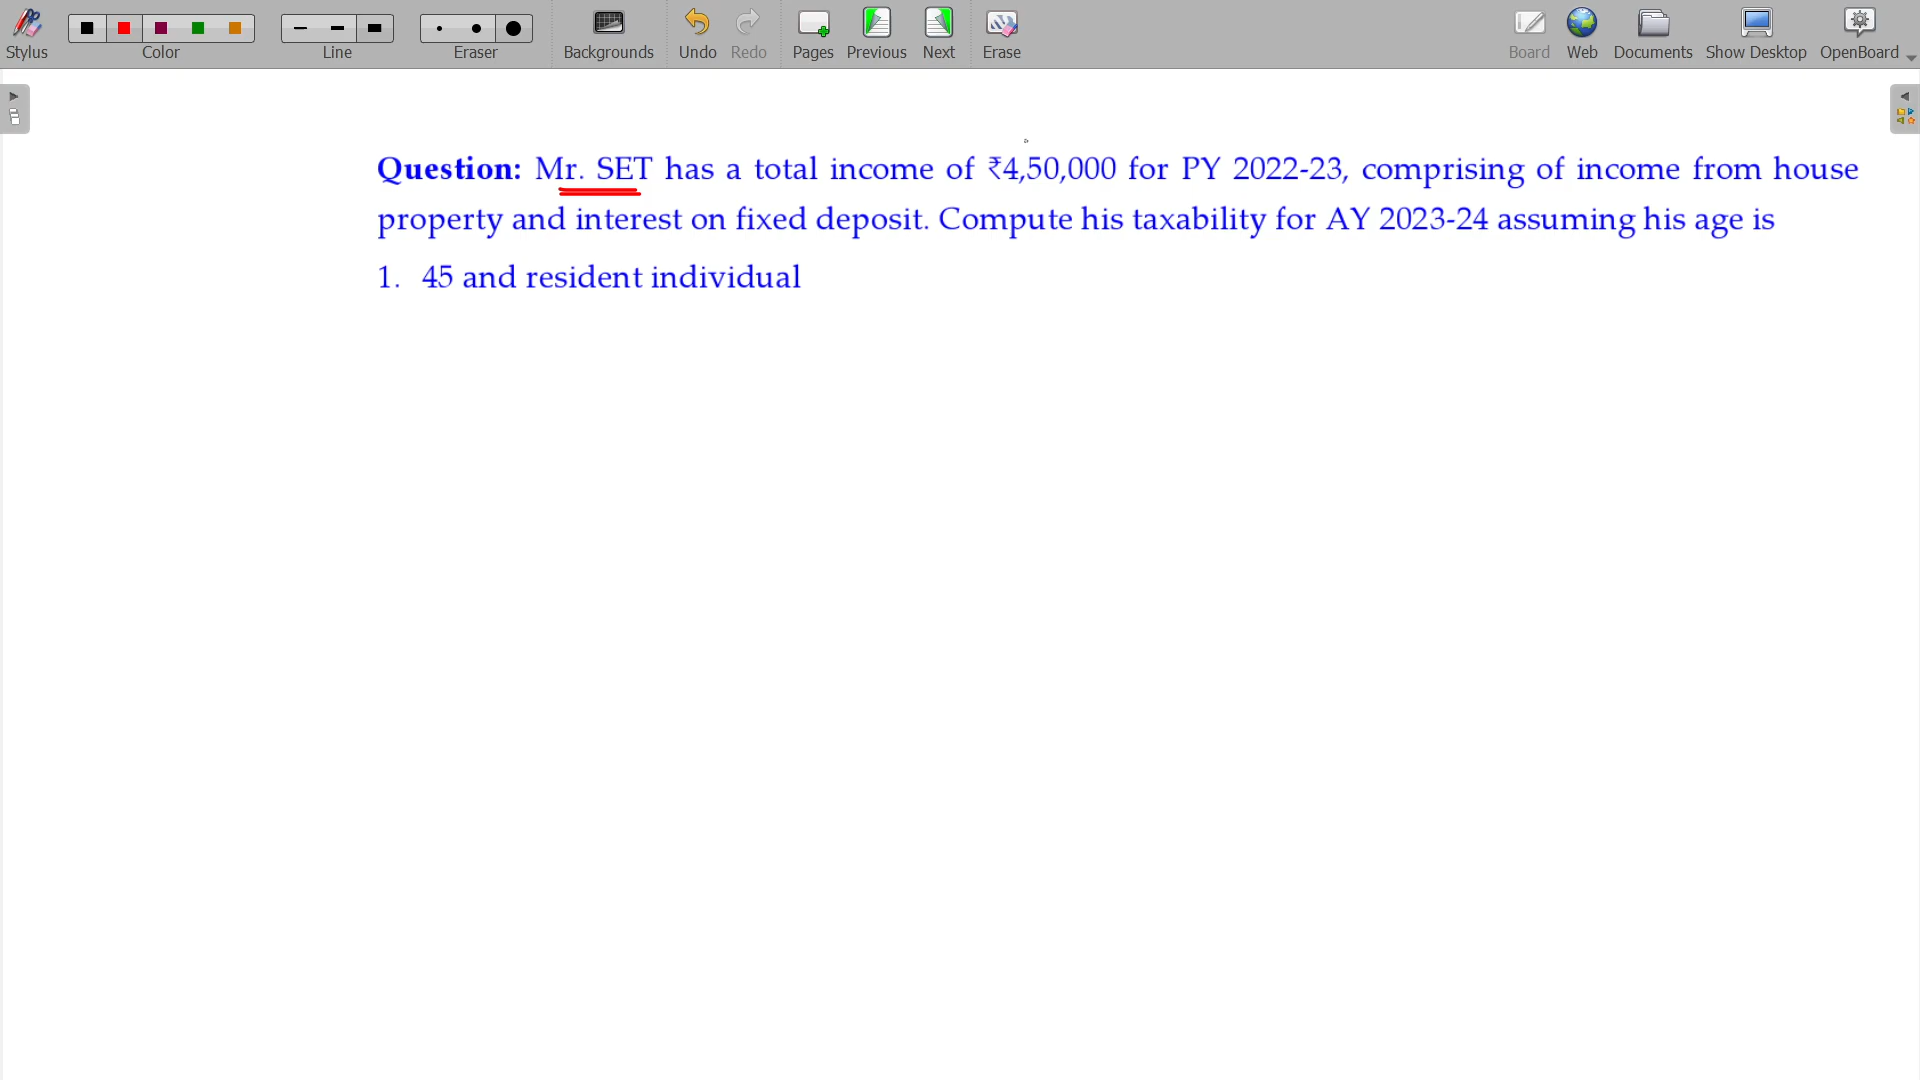 Stylus Color Line Eraser Backgrounds Undo Redo Pages Previous Next Erase Board Web Documents Show Desktop OpenBoard
Question: Mr. SET has a total income of ₹4,50,000 for PY 2022-23, comprising of income from house
property and interest on fixed deposit. Compute his taxability for AY 2023-24 assuming his age is
1. 45 and resident individual